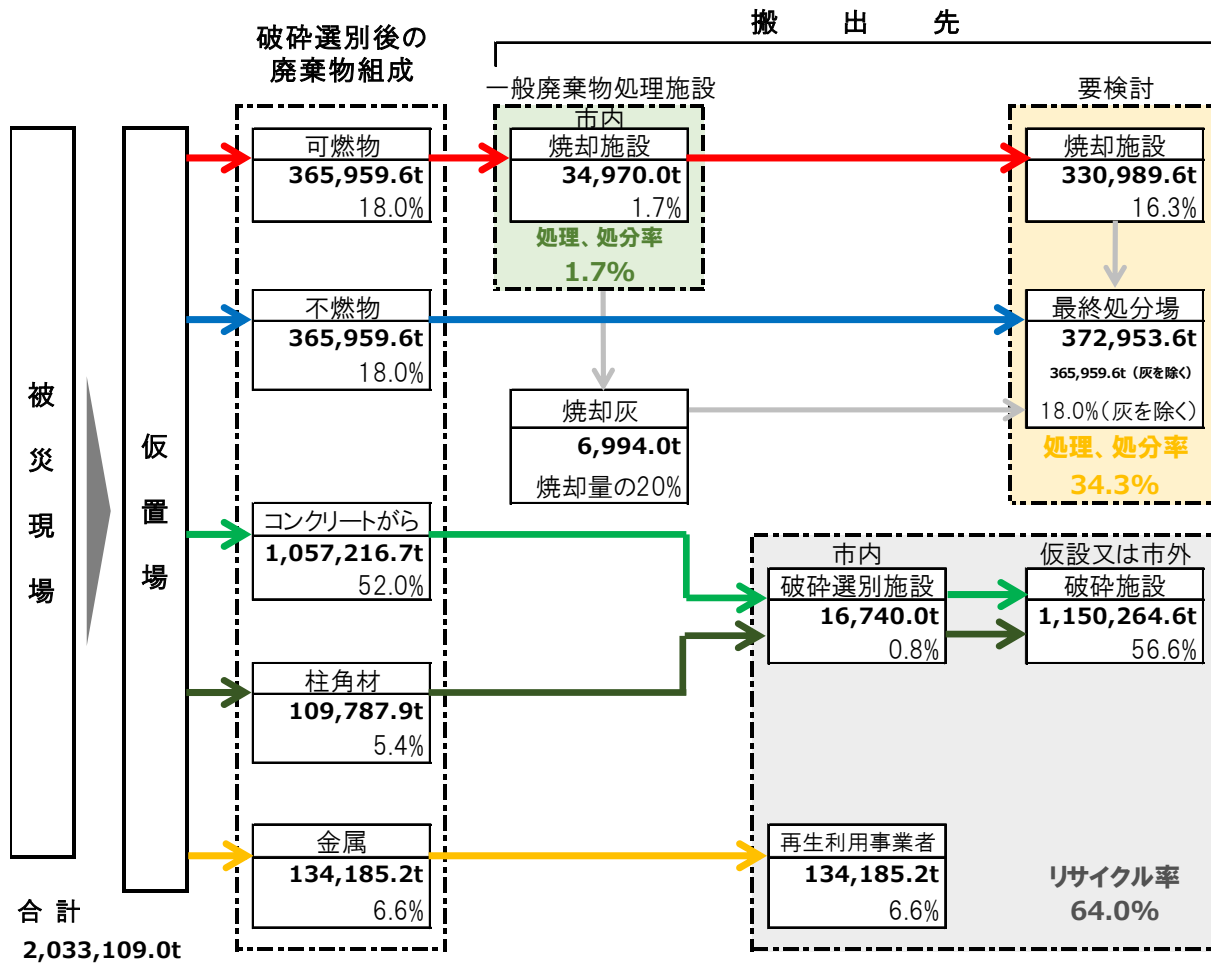 搬出先
破砕選別後の
廃棄物組成
一般廃棄物処理施設
要検討
被災現場
仮置場
可燃物
365,959.6t
18.0%
市内
焼却施設
34,970.0t
1.7%
処理、処分率
1.7%
焼却施設
330,989.6t
16.3%
不燃物
365,959.6t
18.0%
最終処分場
372,953.6t
365,959.6t（灰を除く）
18.0%（灰を除く）
処理、処分率
34.3%
焼却灰
6,994.0t
焼却量の20%
コンクリートがら
1,057,216.7t
52.0%
市内
破砕選別施設
16,740.0t
0.8%
仮設又は市外
破砕施設
1,150,264.6t
56.6%
柱角材
109,787.9t
5.4%
金属
134,185.2t
6.6%
再生利用事業者
134,185.2t
6.6%
リサイクル率
64.0%
合計
2,033,109.0t